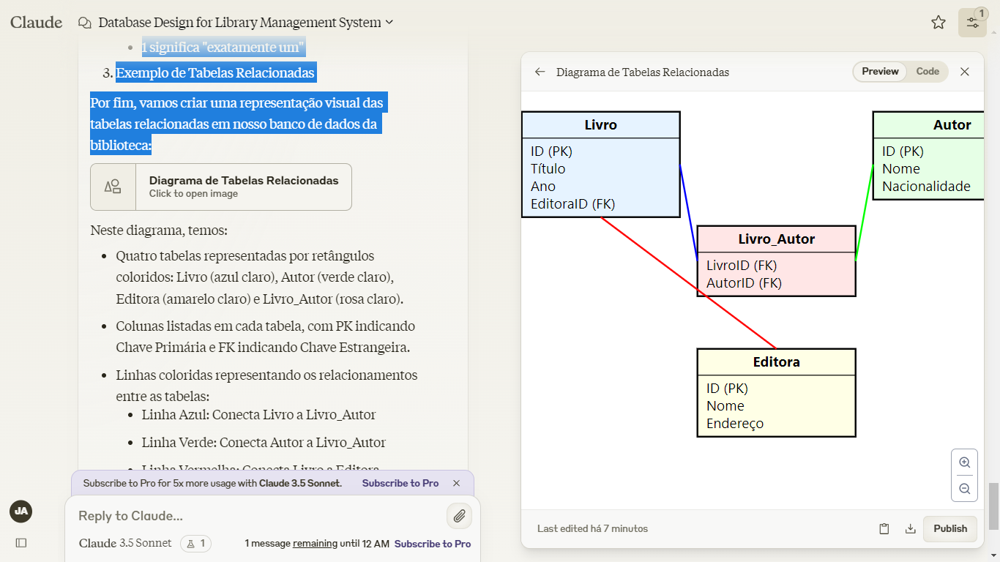 Claude
Database Design for Library Management System
1
1 significa "exatamente um"
3. Exemplo de Tabelas Relacionadas
Por fim, vamos criar uma representação visual das
tabelas relacionadas em nosso banco de dados da
biblioteca:
Diagrama de Tabelas Relacionadas
Click to open image
Neste diagrama, temos:
Quatro tabelas representadas por retângulos
coloridos: Livro (azul claro), Autor (verde claro),
Editora (amarelo claro) e Livro_Autor (rosa claro).
Colunas listadas em cada tabela, com PK indicando
Chave Primária e FK indicando Chave Estrangeira.
Linhas coloridas representando os relacionamentos
entre as tabelas:
Linha Azul: Conecta Livro a Livro_Autor
Linha Verde: Conecta Autor a Livro_Autor
Linha Vermelha: Conecta Livro a Editora
Subscribe to Pro for 5x more usage with Claude 3.5 Sonnet.
Subscribe to Pro
JA
Reply to Claude...
Claude 3.5 Sonnet
1
1 message remaining until 12 AM
Subscribe to Pro
Diagrama de Tabelas Relacionadas
Preview
Code
Livro
ID (PK)
Título
Ano
EditoraID (FK)
Autor
ID (PK)
Nome
Nacionalidade
Livro_Autor
LivroID (FK)
AutorID (FK)
Editora
ID (PK)
Nome
Endereço
Last edited há 7 minutos
Publish